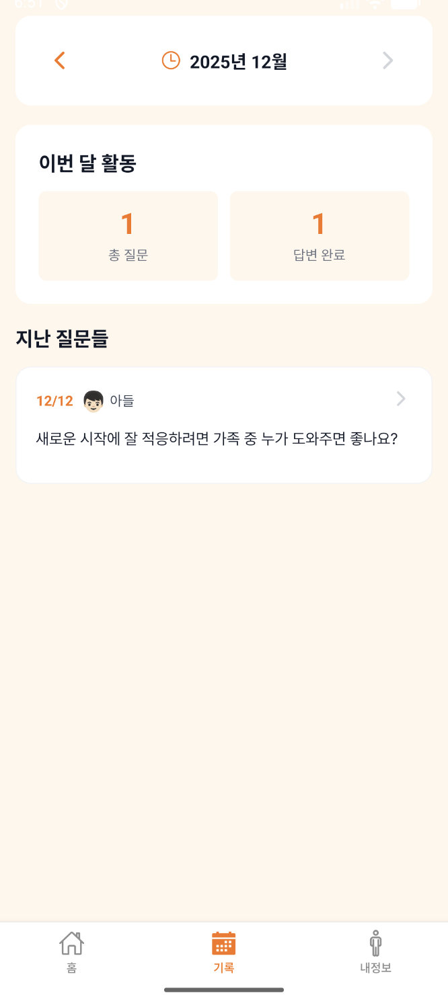 6:51
2025년 12월
이번 달 활동
1
총 질문
1
답변 완료
지난 질문들
12/12 아들
새로운 시작에 잘 적응하려면 가족 중 누가 도와주면 좋나요?
홈
기록
내정보